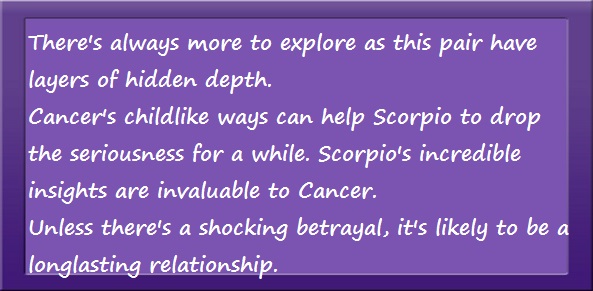 There's always more to explore as this pair have
layers of hidden depth.
Cancer's childlike ways can help Scorpio to drop
the seriousness for a while. Scorpio's incredible
insights are invaluable to Cancer.
Unless there's a shocking betrayal, it's likely to be a
longlasting relationship.